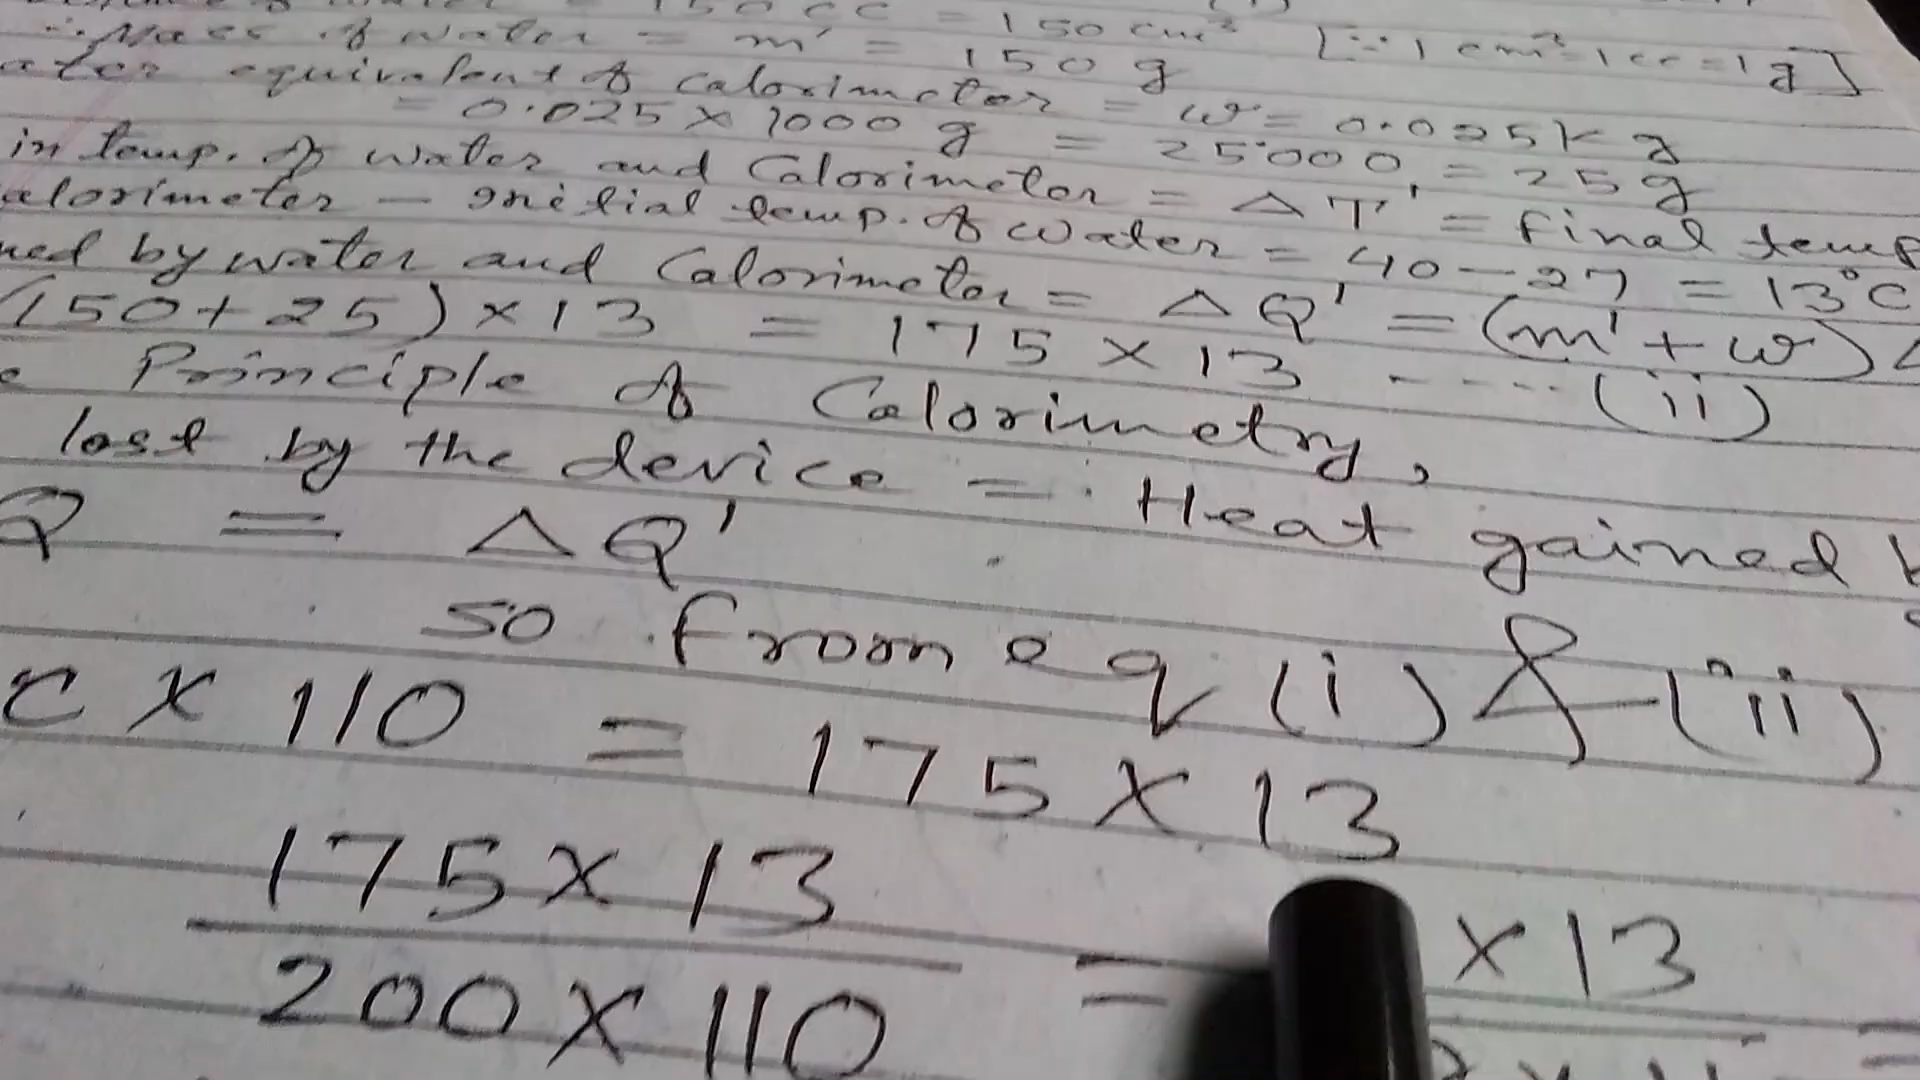 = 150 cc = 150 cm³
∴ Mass of water = m' = 150 g [∵ 1 cm³ = 1 cc = 1 g]
ater equivalent of calorimeter = w = 0.025 kg
= 0.025 × 1000 g = 25.000, = 25 g
in temp. of water and Calorimeter = ΔT' = final temp
alorimeter — initial temp. of water = 40 — 27 = 13°C
ned by water and Calorimeter = ΔQ' = (m' + w) Δ
(150 + 25) × 13 = 175 × 13 ---- (ii)
e Principle of Calorimetry,
lost by the device = Heat gained b
Q = ΔQ'
so from eq (i) & (ii)
c × 110 = 175 × 13
175 × 13 / 200 × 110 = × 13